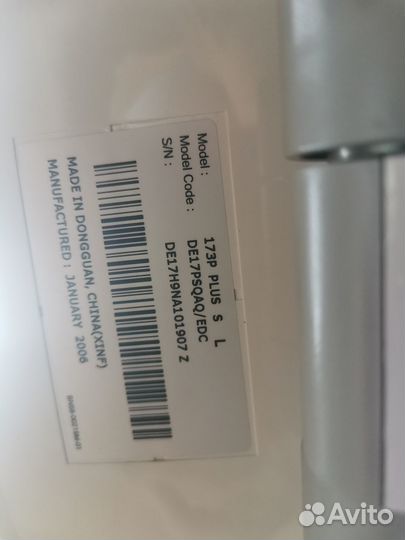 Model : 173P PLUS S L
Model Code : DE17PSQAQ/EDC
S/N : DE17H9NA101907 Z
MADE IN DONGGUAN, CHINA(XINF)
MANUFACTURED : JANUARY 2006
Avito